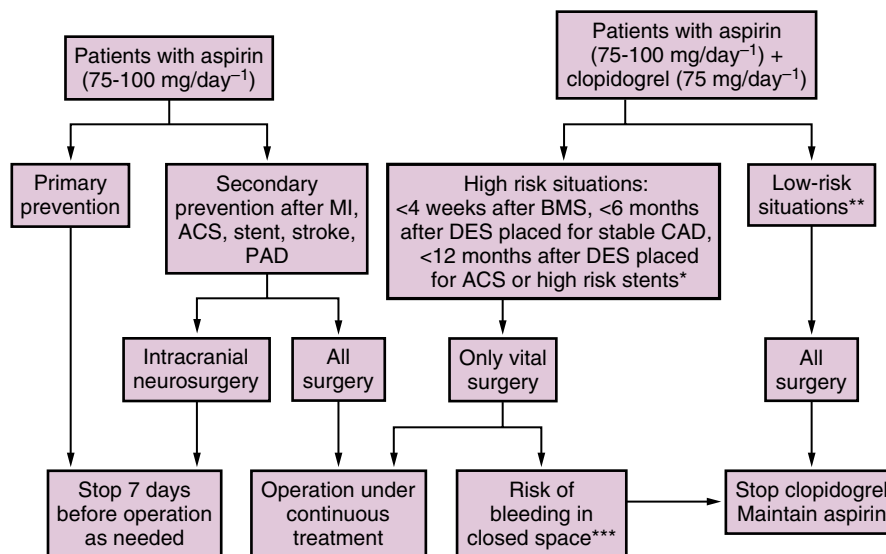 Patients with aspirin
(75-100 mg/day⁻¹)
Patients with aspirin
(75-100 mg/day⁻¹) +
clopidogrel (75 mg/day⁻¹)
Primary
prevention
Secondary
prevention after MI,
ACS, stent, stroke,
PAD
High risk situations:
<4 weeks after BMS, <6 months
after DES placed for stable CAD,
<12 months after DES placed
for ACS or high risk stents*
Low-risk
situations**
Intracranial
neurosurgery
All
surgery
Only vital
surgery
All
surgery
Stop 7 days
before operation
as needed
Operation under
continuous
treatment
Risk of
bleeding in
closed space***
Stop clopidogrel
Maintain aspirin